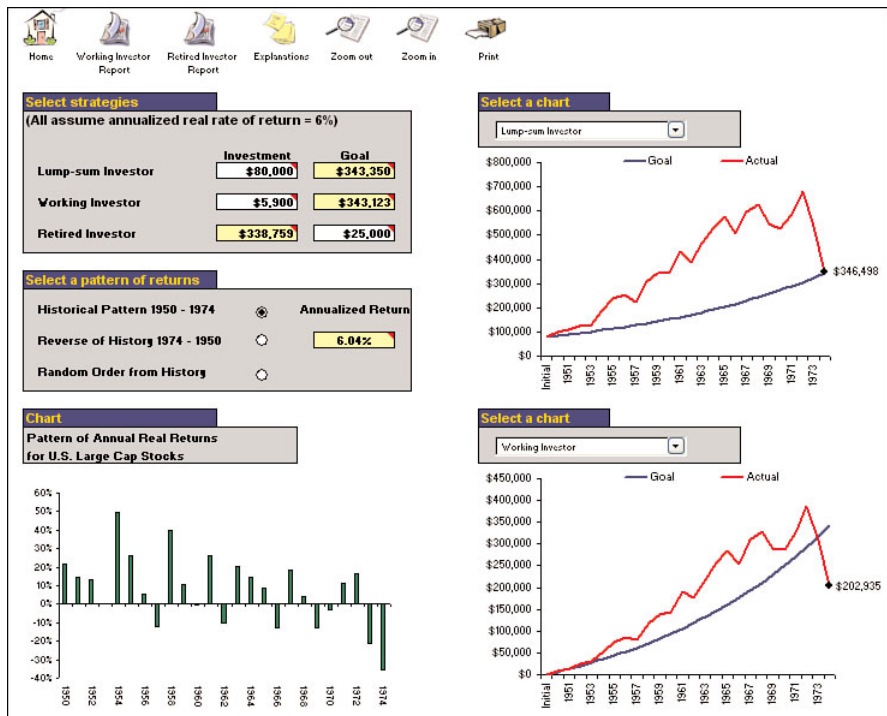 Home
Working Investor Report
Retired Investor Report
Explanations
Zoom out
Zoom in
Print
Select strategies
(All assume annualized real rate of return = 6%)
Investment Goal
Lump-sum Investor $80,000 $343,350
Working Investor $5,900 $343,123
Retired Investor $338,759 $25,000
Select a pattern of returns
Historical Pattern 1950 - 1974 Annualized Return
Reverse of History 1974 - 1950 6.04%
Random Order from History
Chart
Pattern of Annual Real Returns
for U.S. Large Cap Stocks
60%
50%
40%
30%
20%
10%
0%
-10%
-20%
-30%
-40%
1950 1952 1954 1956 1958 1960 1962 1964 1966 1968 1970 1972 1974
Select a chart
Lump-sum Investor
Goal Actual
$800,000
$700,000
$600,000
$500,000
$400,000
$300,000
$200,000
$100,000
$0
$346,498
Initial 1951 1953 1955 1957 1959 1961 1963 1965 1967 1969 1971 1973
Select a chart
Working Investor
Goal Actual
$450,000
$400,000
$350,000
$300,000
$250,000
$200,000
$150,000
$100,000
$50,000
$0
$202,935
Initial 1951 1953 1955 1957 1959 1961 1963 1965 1967 1969 1971 1973